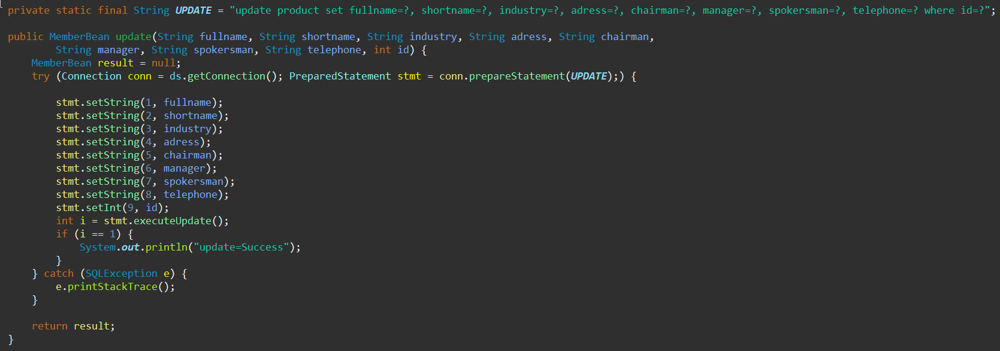 private static final String UPDATE = "update product set fullname=?, shortname=?, industry=?, adress=?, chairman=?, manager=?, spokersman=?, telephone=? where id=?";
public MemberBean update(String fullname, String shortname, String industry, String adress, String chairman,
String manager, String spokersman, String telephone, int id) {
MemberBean result = null;
try (Connection conn = ds.getConnection(); PreparedStatement stmt = conn.prepareStatement(UPDATE);) {
stmt.setString(1, fullname);
stmt.setString(2, shortname);
stmt.setString(3, industry);
stmt.setString(4, adress);
stmt.setString(5, chairman);
stmt.setString(6, manager);
stmt.setString(7, spokersman);
stmt.setString(8, telephone);
stmt.setInt(9, id);
int i = stmt.executeUpdate();
if (i == 1) {
System.out.println("update=Success");
}
} catch (SQLException e) {
e.printStackTrace();
}
return result;
}